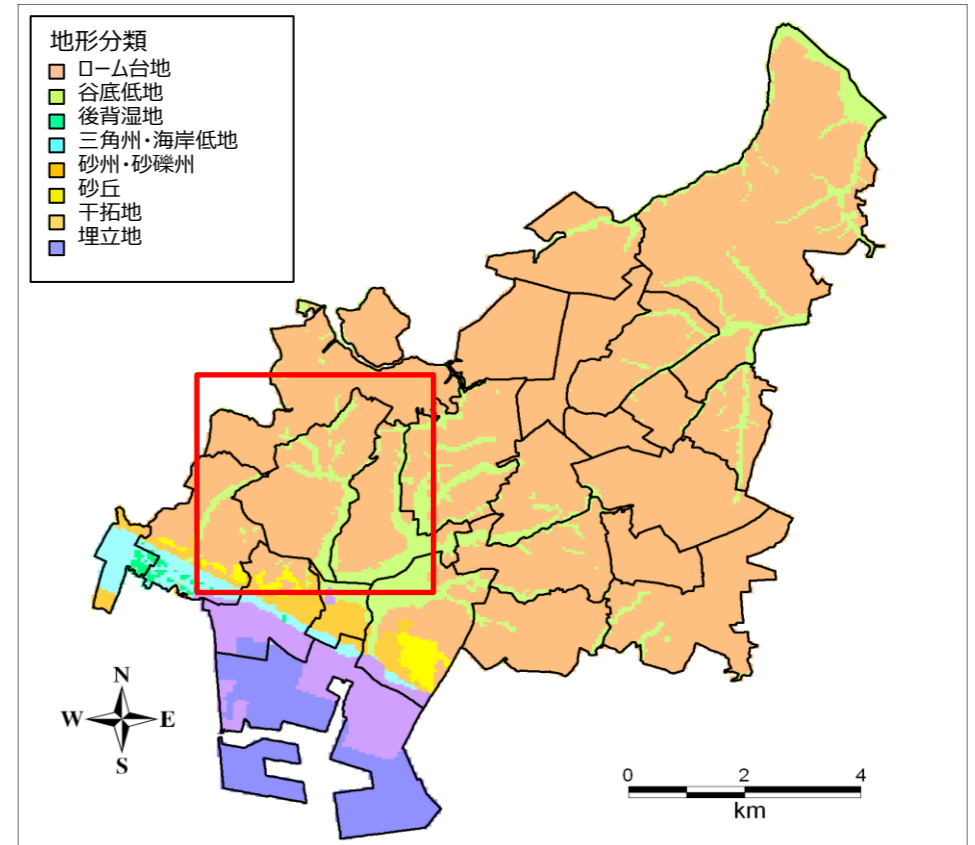 地形分類
ローム台地
谷底低地
後背湿地
三角州・海岸低地
砂州・砂礫州
砂丘
干拓地
埋立地
N
W E
S
0 2 4
km